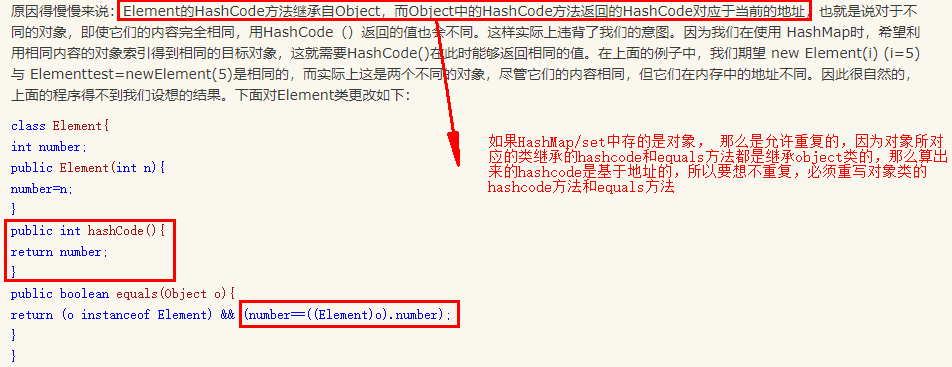 原因得慢慢来说：Element的HashCode方法继承自Object，而Object中的HashCode方法返回的HashCode对应于当前的地址，也就是说对于不
同的对象，即使它们的内容完全相同，用HashCode（）返回的值也会不同。这样实际上违背了我们的意图。因为我们在使用 HashMap时，希望利
用相同内容的对象索引得到相同的目标对象，这就需要HashCode()在此时能够返回相同的值。在上面的例子中，我们期望 new Element(i) (i=5)
与 Elementtest=newElement(5)是相同的，而实际上这是两个不同的对象，尽管它们的内容相同，但它们在内存中的地址不同。因此很自然的，
上面的程序得不到我们设想的结果。下面对Element类更改如下：
class Element{
int number;
public Element(int n){
number=n;
}
public int hashCode(){
return number;
}
public boolean equals(Object o){
return (o instanceof Element) && (number==((Element)o).number);
}
}
如果HashMap/set中存的是对象， 那么是允许重复的，因为对象所对
应的类继承的hashcode和equals方法都是继承object类的，那么算出
来的hashcode是基于地址的，所以要想不重复，必须重写对象类的
hashcode方法和equals方法